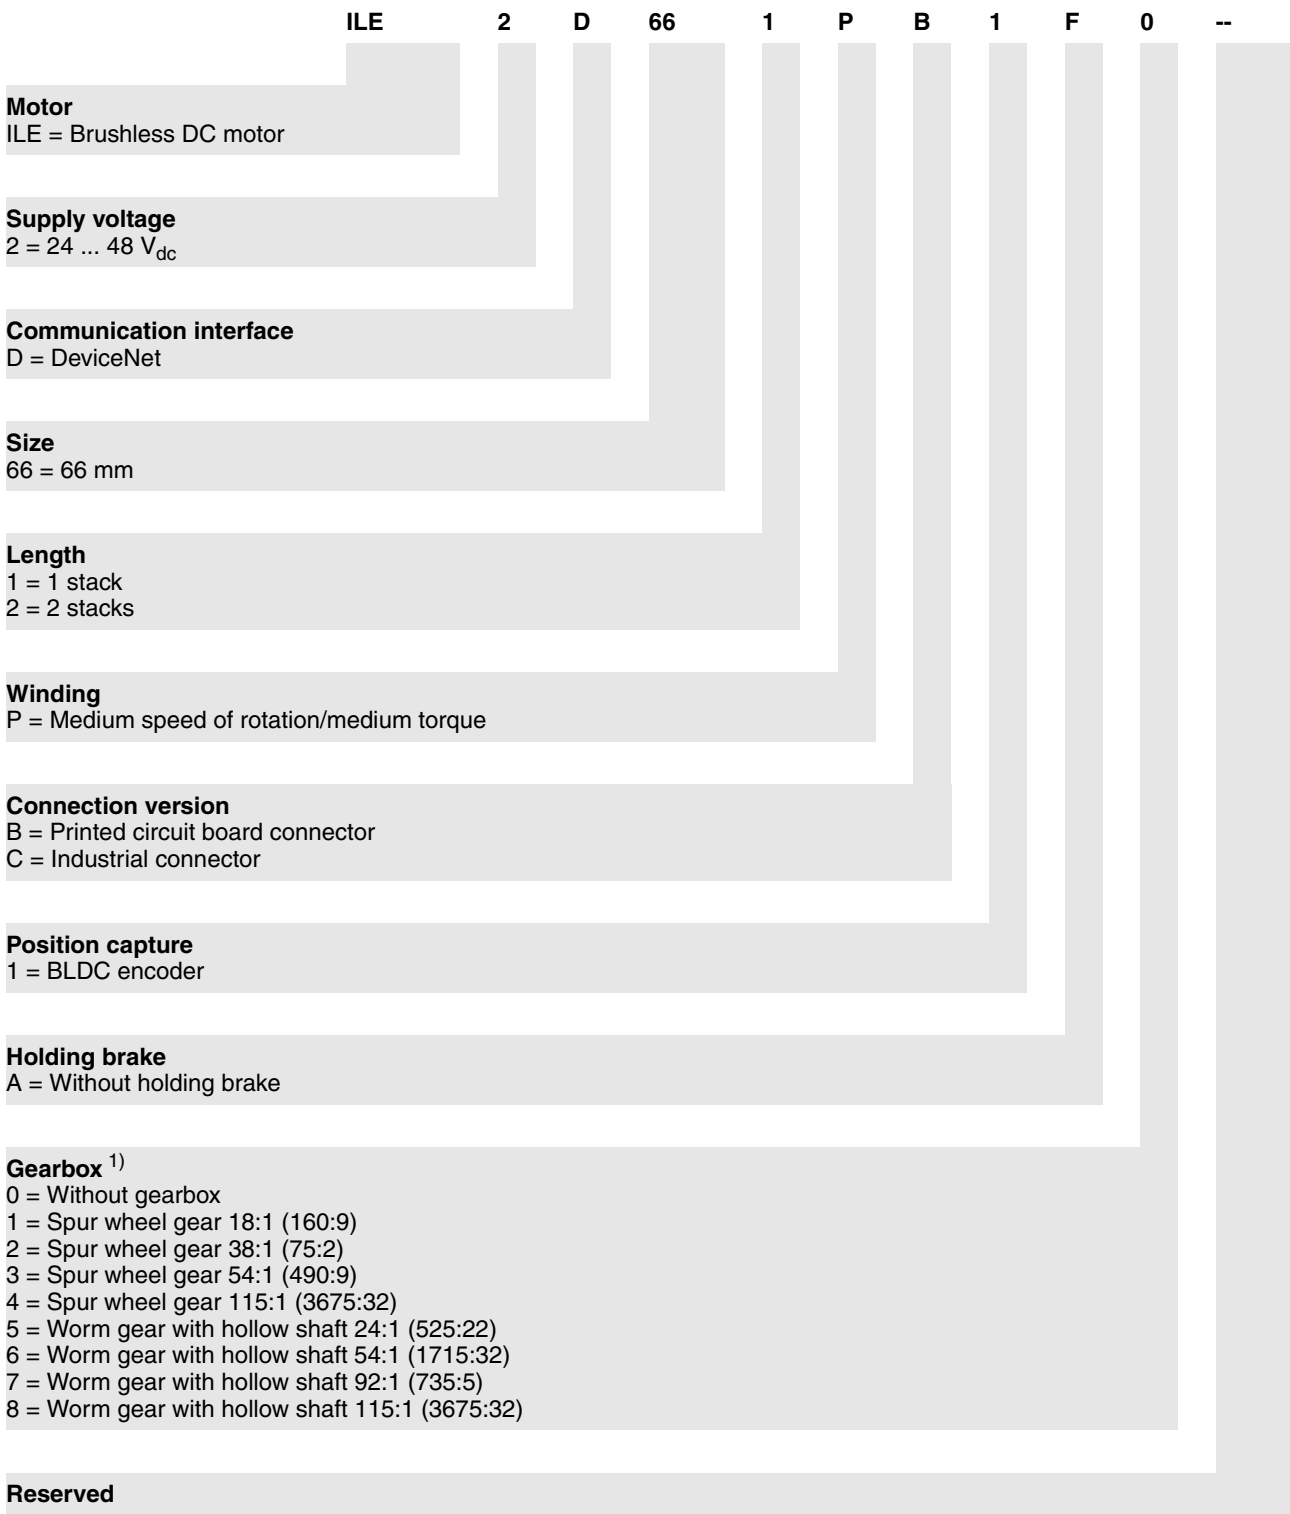 ILE 2 D 66 1 P B 1 F 0 --
Motor
ILE = Brushless DC motor
Supply voltage
2 = 24 ... 48 Vdc
Communication interface
D = DeviceNet
Size
66 = 66 mm
Length
1 = 1 stack
2 = 2 stacks
Winding
P = Medium speed of rotation/medium torque
Connection version
B = Printed circuit board connector
C = Industrial connector
Position capture
1 = BLDC encoder
Holding brake
A = Without holding brake
Gearbox 1)
0 = Without gearbox
1 = Spur wheel gear 18:1 (160:9)
2 = Spur wheel gear 38:1 (75:2)
3 = Spur wheel gear 54:1 (490:9)
4 = Spur wheel gear 115:1 (3675:32)
5 = Worm gear with hollow shaft 24:1 (525:22)
6 = Worm gear with hollow shaft 54:1 (1715:32)
7 = Worm gear with hollow shaft 92:1 (735:5)
8 = Worm gear with hollow shaft 115:1 (3675:32)
Reserved